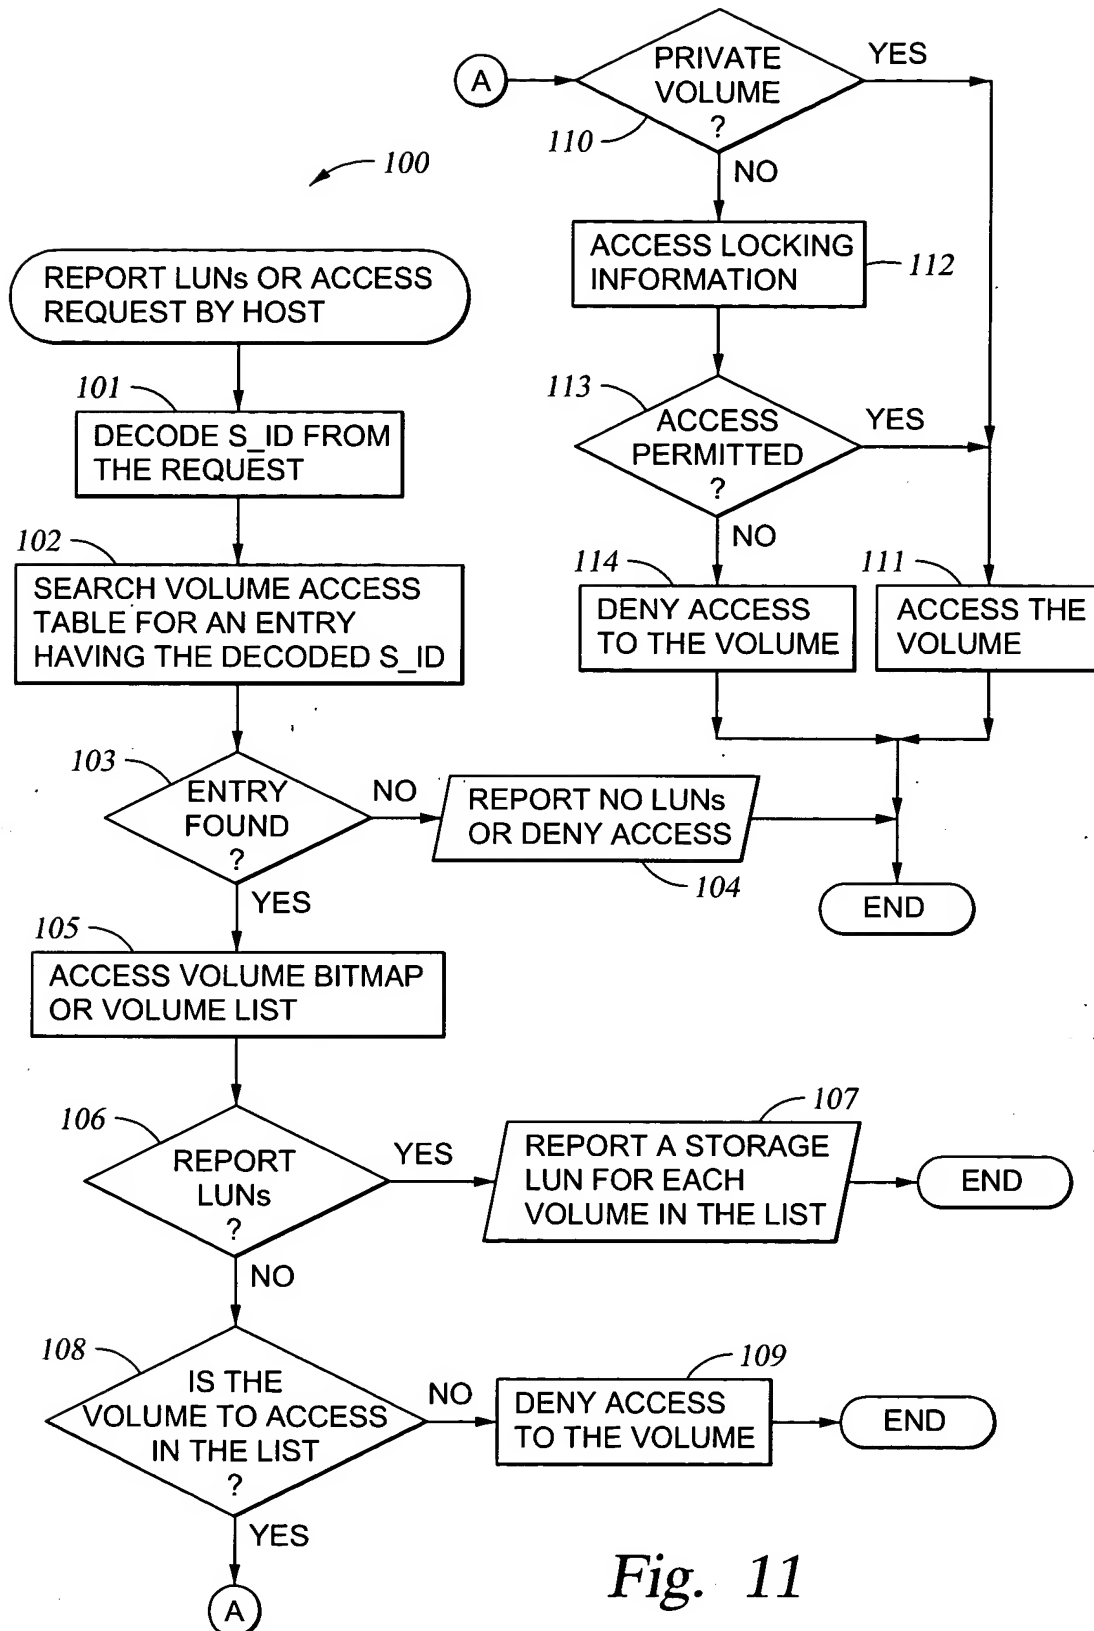 100
REPORT LUNs OR ACCESS
REQUEST BY HOST
101
DECODE S_ID FROM
THE REQUEST
102
SEARCH VOLUME ACCESS
TABLE FOR AN ENTRY
HAVING THE DECODED S_ID
103
ENTRY
FOUND
?
NO
REPORT NO LUNs
OR DENY ACCESS
104
YES
105
ACCESS VOLUME BITMAP
OR VOLUME LIST
106
REPORT
LUNs
?
YES
107
REPORT A STORAGE
LUN FOR EACH
VOLUME IN THE LIST
END
NO
108
IS THE
VOLUME TO ACCESS
IN THE LIST
?
NO
109
DENY ACCESS
TO THE VOLUME
END
YES
A
A
PRIVATE
VOLUME
?
110
YES
NO
ACCESS LOCKING
INFORMATION
112
113
ACCESS
PERMITTED
?
YES
NO
114
DENY ACCESS
TO THE VOLUME
111
ACCESS THE
VOLUME
END
Fig. 11